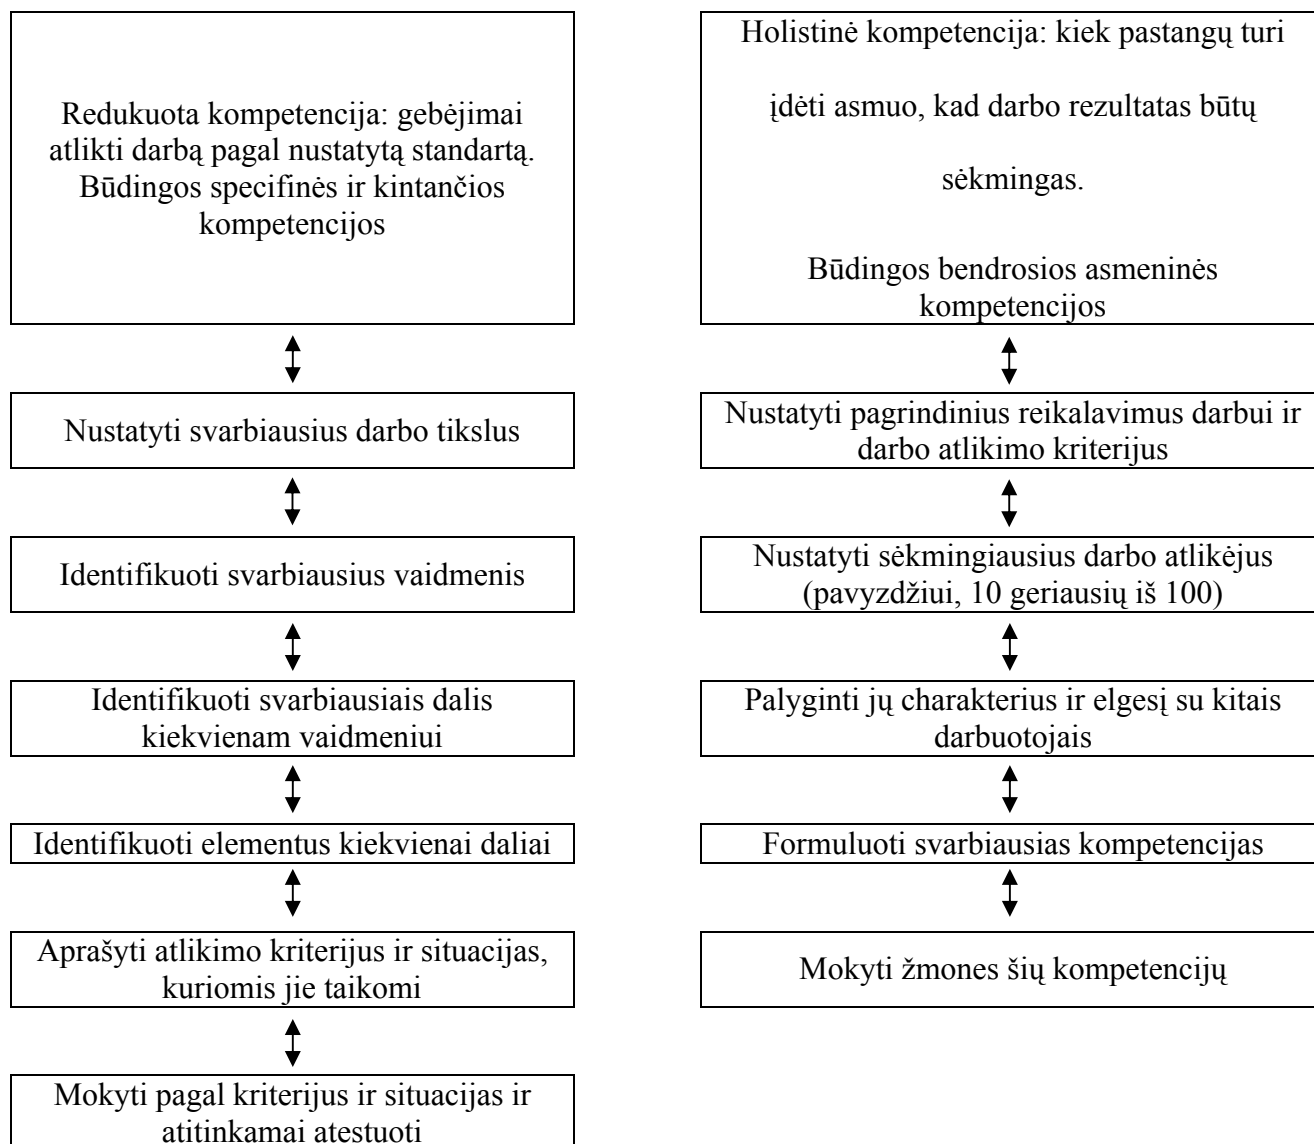 Redukuota kompetencija: gebėjimai
atlikti darbą pagal nustatytą standartą.
Būdingos specifinės ir kintančios
kompetencijos
Nustatyti svarbiausius darbo tikslus
Identifikuoti svarbiausius vaidmenis
Identifikuoti svarbiausiais dalis
kiekvienam vaidmeniui
Identifikuoti elementus kiekvienai daliai
Aprašyti atlikimo kriterijus ir situacijas,
kuriomis jie taikomi
Mokyti pagal kriterijus ir situacijas ir
atitinkamai atestuoti
Holistinė kompetencija: kiek pastangų turi
įdėti asmuo, kad darbo rezultatas būtų
sėkmingas.
Būdingos bendrosios asmeninės
kompetencijos
Nustatyti pagrindinius reikalavimus darbui ir
darbo atlikimo kriterijus
Nustatyti sėkmingiausius darbo atlikėjus
(pavyzdžiui, 10 geriausių iš 100)
Palyginti jų charakterius ir elgesį su kitais
darbuotojais
Formuluoti svarbiausias kompetencijas
Mokyti žmones šių kompetencijų